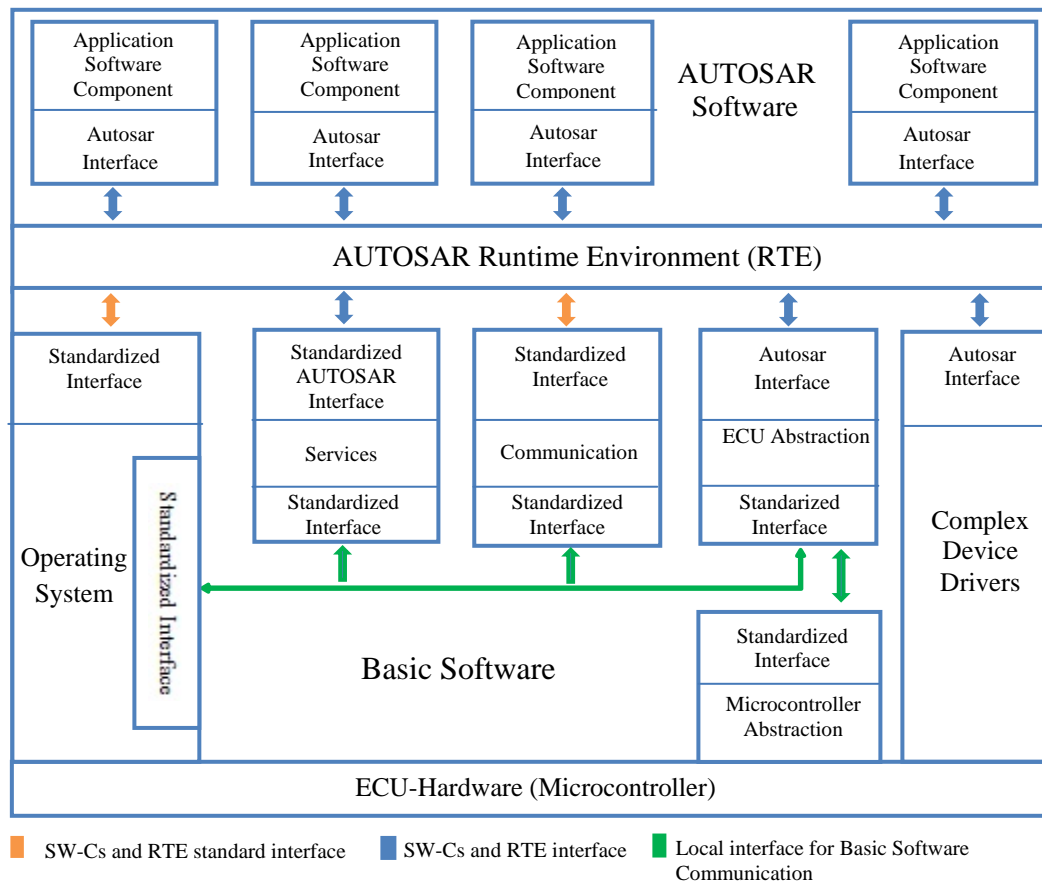 Application
Software
Component
Autosar
Interface
Application
Software
Component
Autosar
Interface
Application
Software
Component
Autosar
Interface
AUTOSAR
Software
Application
Software
Component
Autosar
Interface
AUTOSAR Runtime Environment (RTE)
Standardized
Interface
Operating
System
Standardized Interface
Standardized
AUTOSAR
Interface
Services
Standardized
Interface
Standardized
Interface
Communication
Standardized
Interface
Autosar
Interface
ECU Abstraction
Standarized
Interface
Autosar
Interface
Complex
Device
Drivers
Basic Software
Standardized
Interface
Microcontroller
Abstraction
ECU-Hardware (Microcontroller)
SW-Cs and RTE standard interface
SW-Cs and RTE interface
Local interface for Basic Software
Communication